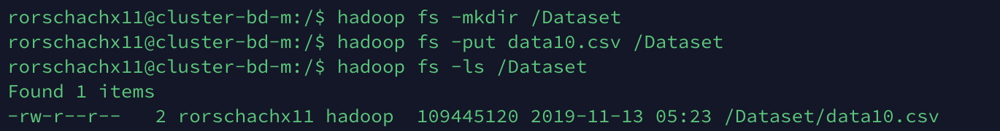 rorschachx11@cluster-bd-m:/$ hadoop fs -mkdir /Dataset
rorschachx11@cluster-bd-m:/$ hadoop fs -put data10.csv /Dataset
rorschachx11@cluster-bd-m:/$ hadoop fs -ls /Dataset
Found 1 items
-rw-r--r--   2 rorschachx11 hadoop  109445120 2019-11-13 05:23 /Dataset/data10.csv